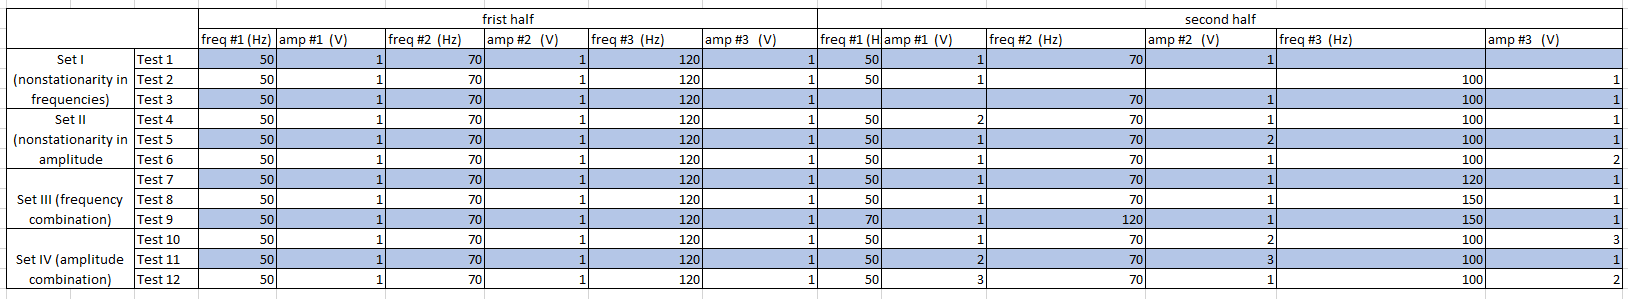 frist half second half
freq #1 (Hz) amp #1 (V) freq #2 (Hz) amp #2 (V) freq #3 (Hz) amp #3 (V) freq #1 (H amp #1 (V) freq #2 (Hz) amp #2 (V) freq #3 (Hz) amp #3 (V)
Set I Test 1 50 1 70 1 120 1 50 1 70 1
(nonstationarity in Test 2 50 1 70 1 120 1 50 1 100 1
frequencies) Test 3 50 1 70 1 120 1 70 1 100 1
Set II Test 4 50 1 70 1 120 1 50 2 70 1 100 1
(nonstationarity in Test 5 50 1 70 1 120 1 50 1 70 2 100 1
amplitude Test 6 50 1 70 1 120 1 50 1 70 1 100 2
Test 7 50 1 70 1 120 1 50 1 70 1 120 1
Set III (frequency Test 8 50 1 70 1 120 1 50 1 70 1 150 1
combination) Test 9 50 1 70 1 120 1 70 1 120 1 150 1
Test 10 50 1 70 1 120 1 50 1 70 2 100 3
Set IV (amplitude Test 11 50 1 70 1 120 1 50 2 70 3 100 1
combination) Test 12 50 1 70 1 120 1 50 3 70 1 100 2